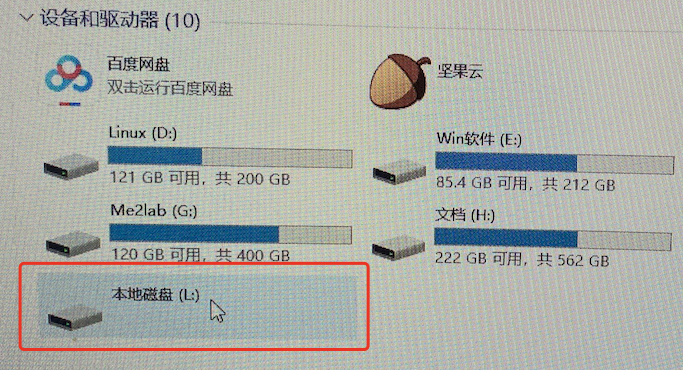 设备和驱动器 (10)
百度网盘
双击运行百度网盘
坚果云
Linux (D:)
121 GB 可用，共 200 GB
Win软件 (E:)
85.4 GB 可用，共 212 GB
Me2lab (G:)
120 GB 可用，共 400 GB
文档 (H:)
222 GB 可用，共 562 GB
本地磁盘 (L:)